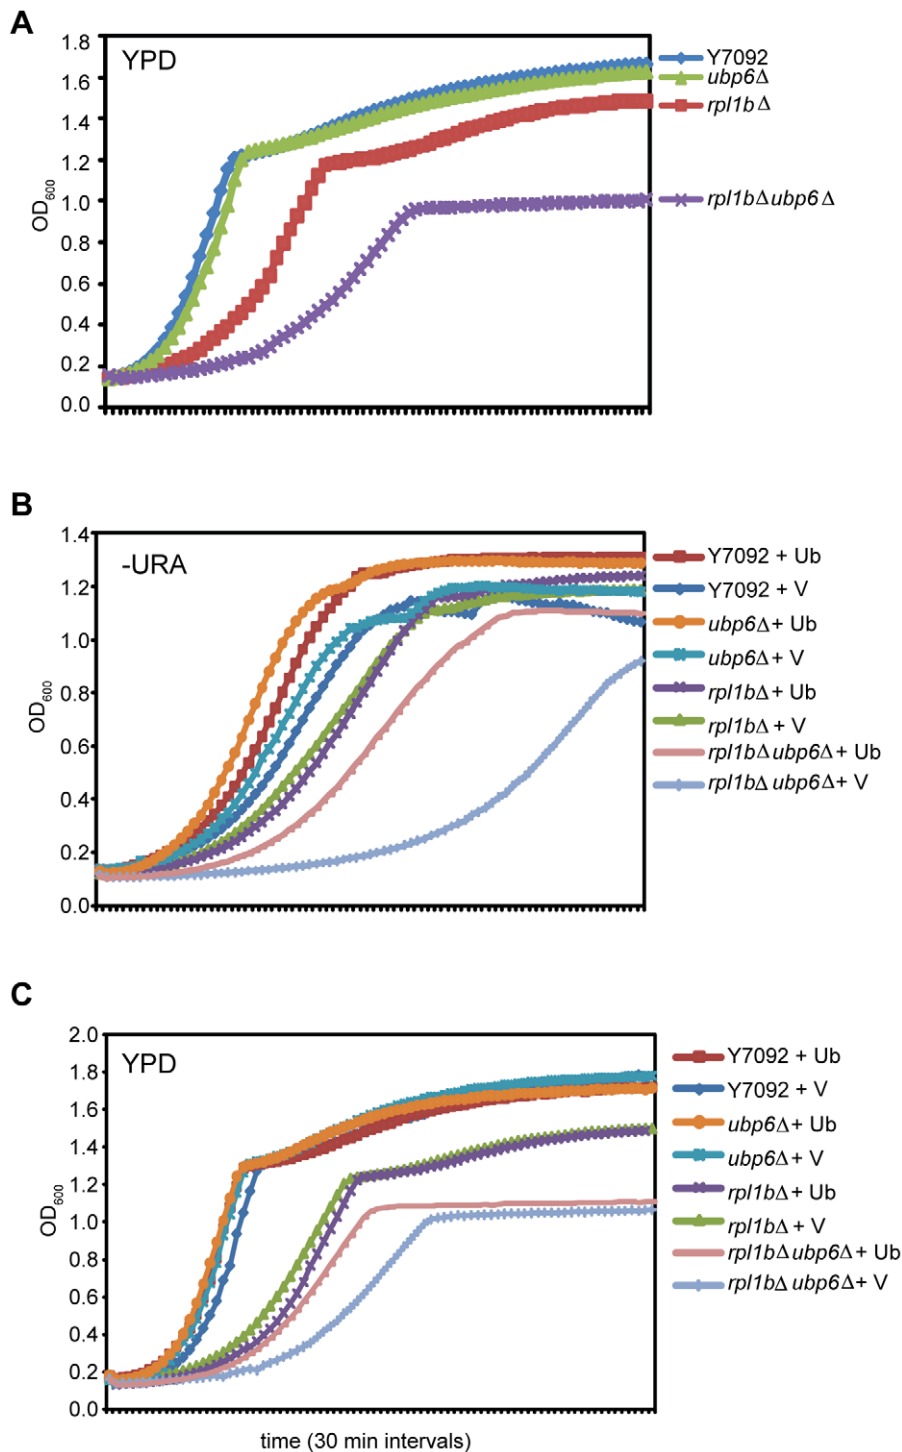 A
YPD
1.8
1.6
1.4
1.2
1.0
0.8
0.6
0.4
0.2
0.0
OD600
Y7092
ubp6Δ
rpl1bΔ
rpl1bΔubp6Δ
B
-URA
1.4
1.2
1.0
0.8
0.6
0.4
0.2
0.0
OD600
Y7092 + Ub
Y7092 + V
ubp6Δ+ Ub
ubp6Δ+ V
rpl1bΔ+ Ub
rpl1bΔ+ V
rpl1bΔubp6Δ+ Ub
rpl1bΔ ubp6Δ+ V
C
YPD
2.0
1.8
1.6
1.4
1.2
1.0
0.8
0.6
0.4
0.2
0.0
OD600
Y7092 + Ub
Y7092 + V
ubp6Δ+ Ub
ubp6Δ+ V
rpl1bΔ+ Ub
rpl1bΔ+ V
rpl1bΔubp6Δ+ Ub
rpl1bΔ ubp6Δ+ V
time (30 min intervals)